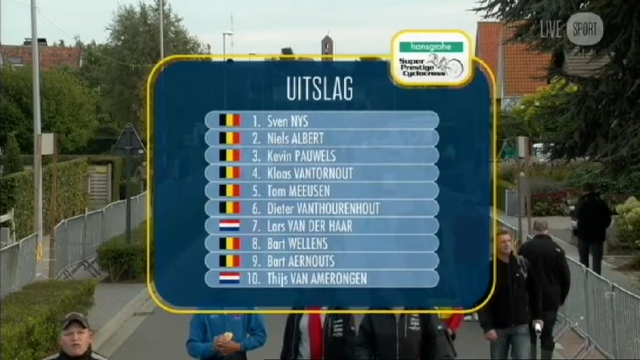 LIVE SPORT
hansgrohe
Super
Prestige
Cyclocross
UITSLAG
1. Sven NYS
2. Niels ALBERT
3. Kevin PAUWELS
4. Klaas VANTORNOUT
5. Tom MEEUSEN
6. Dieter VANTHOURENHOUT
7. Lars VAN DER HAAR
8. Bart WELLENS
9. Bart AERNOUTS
10. Thijs VAN AMERONGEN